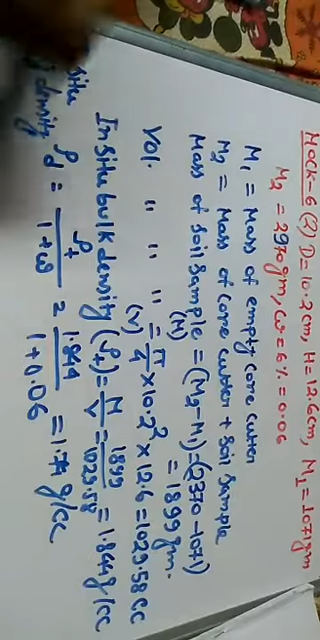 MOCK-6 (2) D=10.2cm, H=12.6cm, M₁=1071gm
M₂ = 2970gm, ω=6%=0.06
M₁ = Mass of empty core cutter
M₂ = Mass of core cutter + Soil Sample
Mass of Soil Sample (M) = (M₂-M₁)=(2970-1071)
= 1899gm.
Vol. " " " (V) = π/4 ×10.2² × 12.6 = 1029.58 CC
In Situ bulk density (ρt) = M/V = 1899/1029.58 = 1.844 g/cc
situ
density ρd = ρt/1+ω = 1.844/1+0.06 = 1.74 g/cc